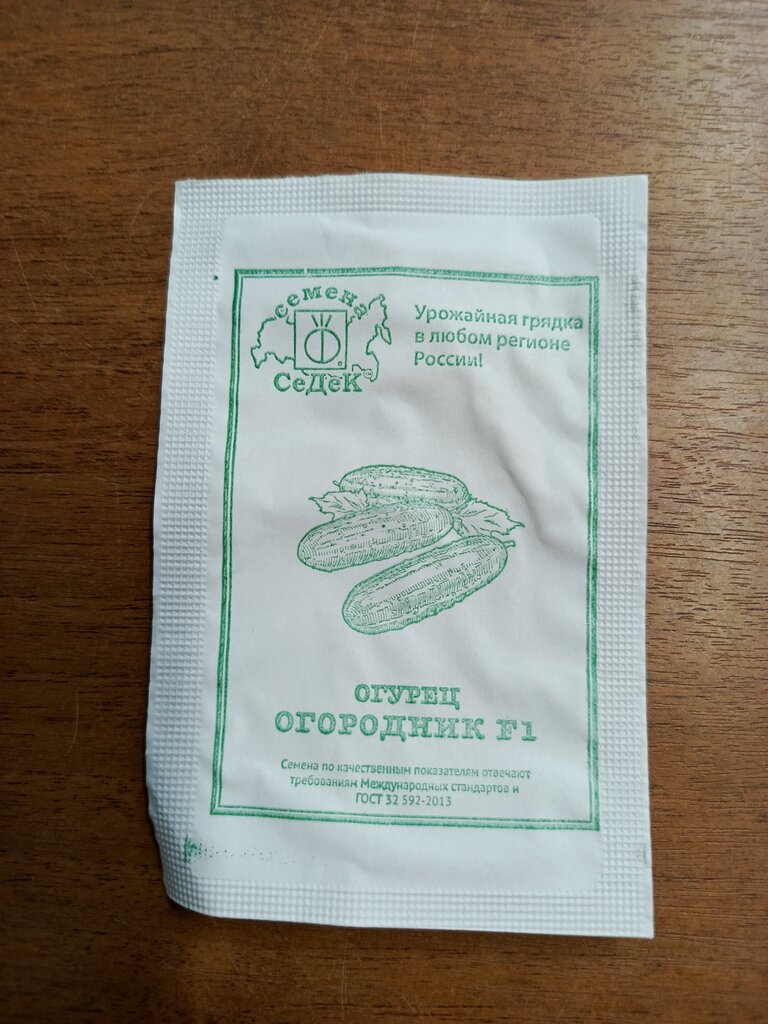 семена
СеДеК
Урожайная грядка
в любом регионе
России!
ОГУРЕЦ
ОГОРОДНИК F1
Семена по качественным показателям отвечают
требованиям Международных стандартов и
ГОСТ 32 592-2013